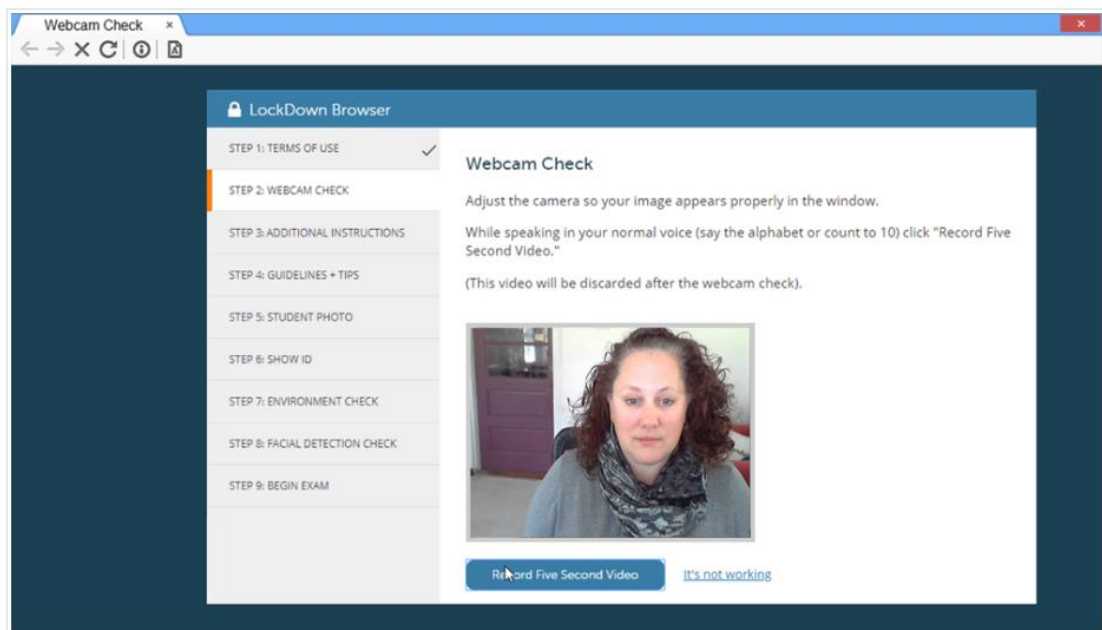 Webcam Check
LockDown Browser
STEP 1: TERMS OF USE
STEP 2: WEBCAM CHECK
STEP 3: ADDITIONAL INSTRUCTIONS
STEP 4: GUIDELINES + TIPS
STEP 5: STUDENT PHOTO
STEP 6: SHOW ID
STEP 7: ENVIRONMENT CHECK
STEP 8: FACIAL DETECTION CHECK
STEP 9: BEGIN EXAM
Webcam Check
Adjust the camera so your image appears properly in the window.
While speaking in your normal voice (say the alphabet or count to 10) click "Record Five
Second Video."
(This video will be discarded after the webcam check).
Record Five Second Video
It's not working